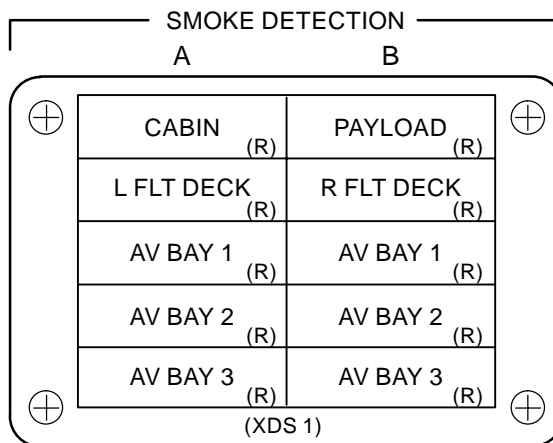 SMOKE DETECTION
A B
CABIN (R) PAYLOAD (R)
L FLT DECK (R) R FLT DECK (R)
AV BAY 1 (R) AV BAY 1 (R)
AV BAY 2 (R) AV BAY 2 (R)
AV BAY 3 (R) AV BAY 3 (R)
(XDS 1)